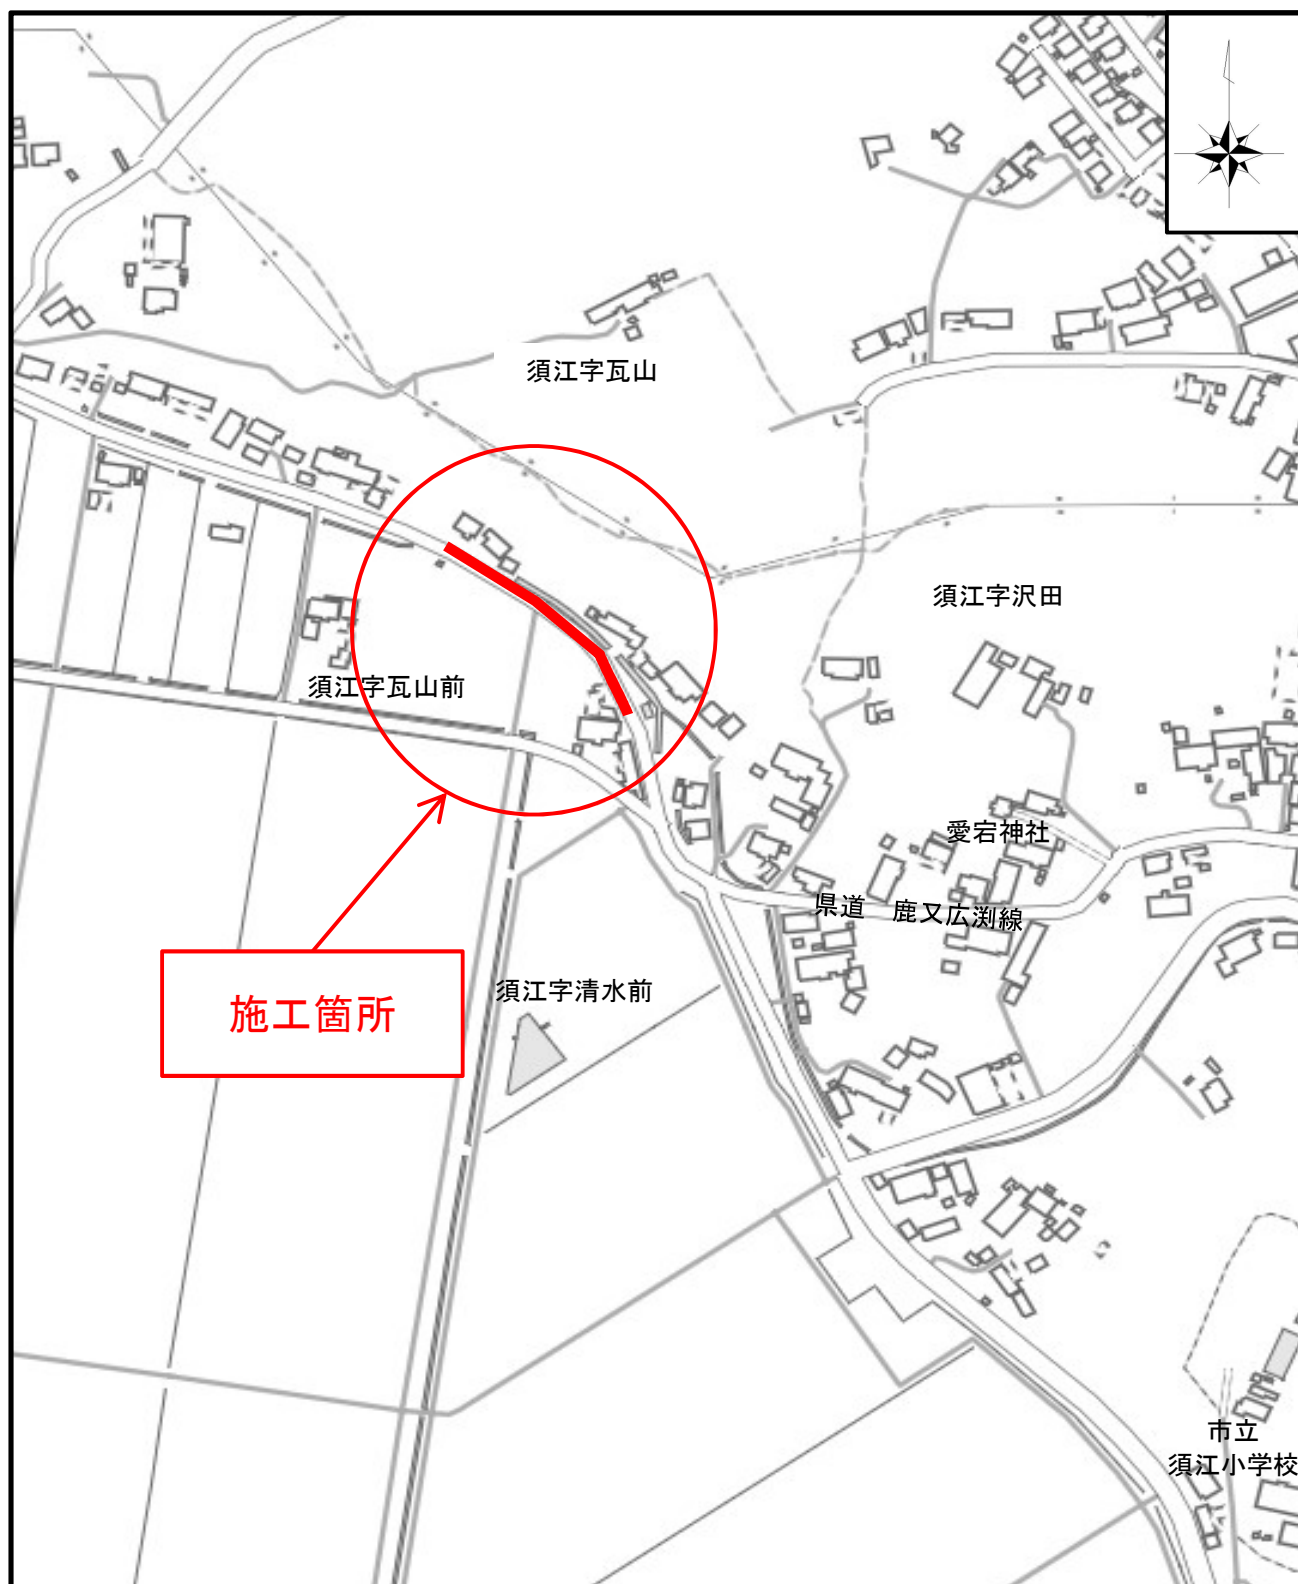 須江字瓦山
須江字沢田
須江字瓦山前
愛宕神社
県道 鹿又広渕線
須江字清水前
施工箇所
市立
須江小学校